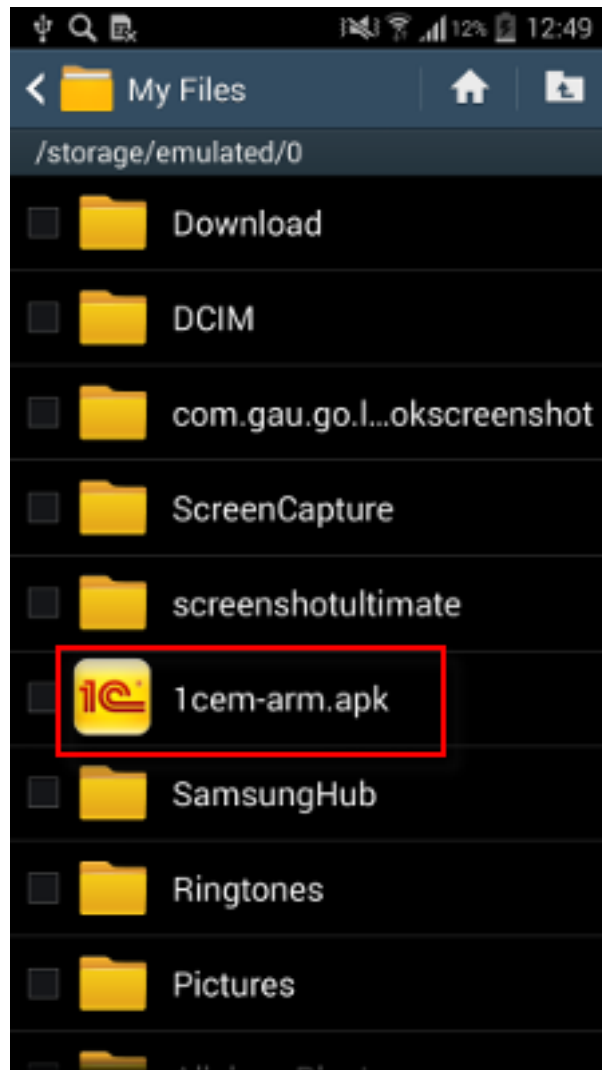 12% 12:49
My Files
/storage/emulated/0
Download
DCIM
com.gau.go.l...okscreenshot
ScreenCapture
screenshotultimate
1C 1cem-arm.apk
SamsungHub
Ringtones
Pictures